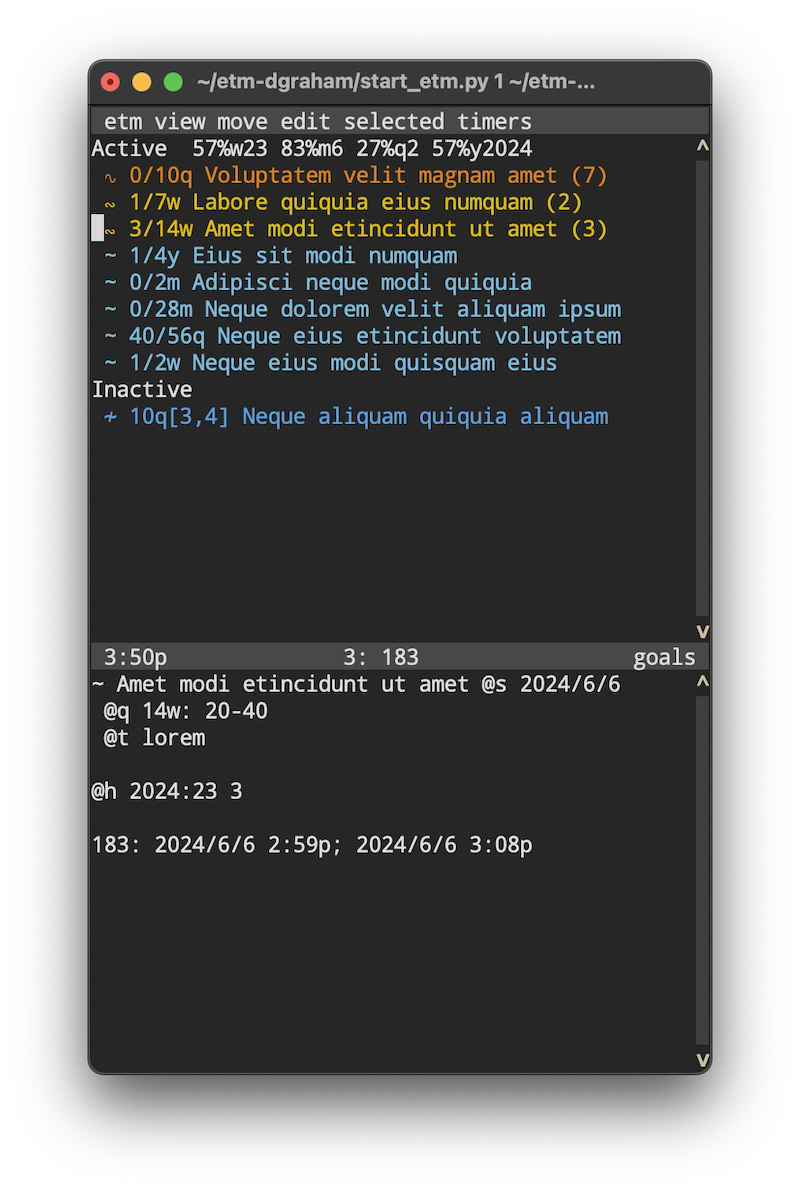 ~/etm-dgraham/start_etm.py 1 ~/etm-...
etm view move edit selected timers
Active  57%w23 83%m6 27%q2 57%y2024
∿ 0/10q Voluptatem velit magnam amet (7)
∾ 1/7w Labore quiquia eius numquam (2)
∾ 3/14w Amet modi etincidunt ut amet (3)
~ 1/4y Eius sit modi numquam
~ 0/2m Adipisci neque modi quiquia
~ 0/28m Neque dolorem velit aliquam ipsum
~ 40/56q Neque eius etincidunt voluptatem
~ 1/2w Neque eius modi quisquam eius
Inactive
≁ 10q[3,4] Neque aliquam quiquia aliquam
3:50p 3: 183 goals
~ Amet modi etincidunt ut amet @s 2024/6/6
@q 14w: 20-40
@t lorem
@h 2024:23 3
183: 2024/6/6 2:59p; 2024/6/6 3:08p